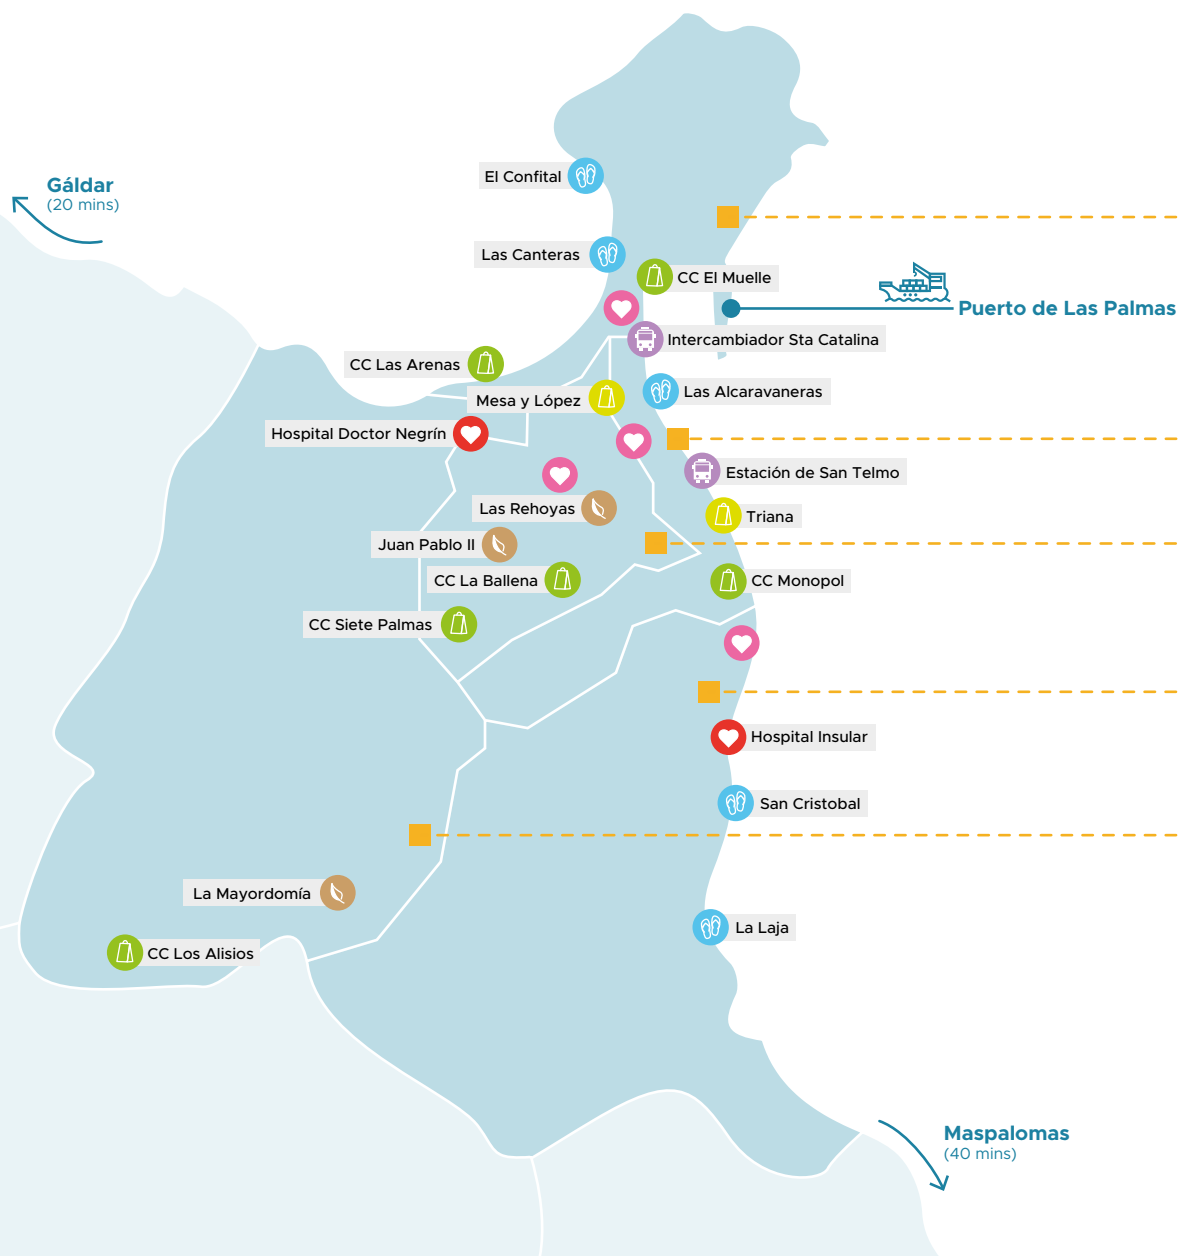 El Confital
Gáldar
(20 mins)
Las Canteras
CC El Muelle
Puerto de Las Palmas
Intercambiador Sta Catalina
CC Las Arenas
Las Alcaravaneras
Mesa y López
Hospital Doctor Negrín
Estación de San Telmo
Las Rehoyas
Triana
Juan Pablo II
CC La Ballena
CC Monopol
CC Siete Palmas
Hospital Insular
San Cristobal
La Mayordomía
La Laja
CC Los Alisios
Maspalomas
(40 mins)